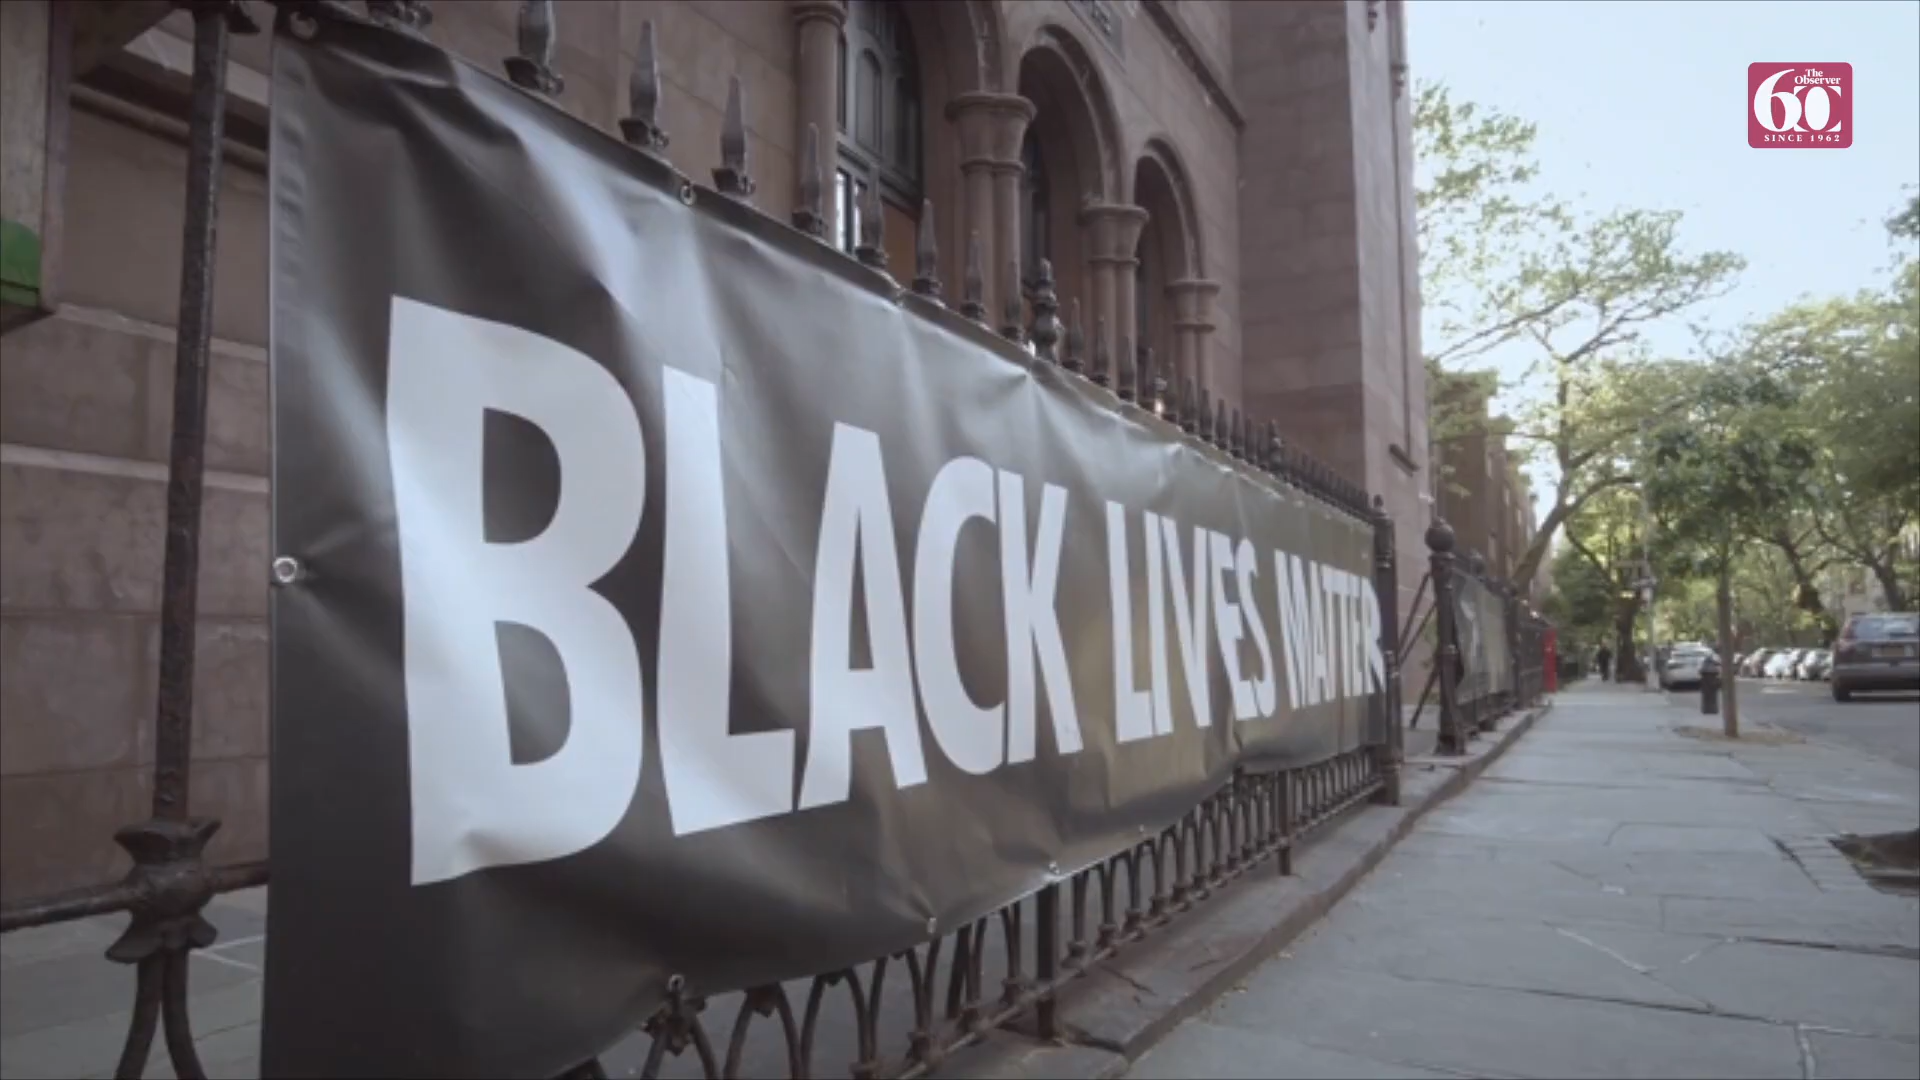 BLACK LIVES MATTER
The
Observer
60
SINCE 1962